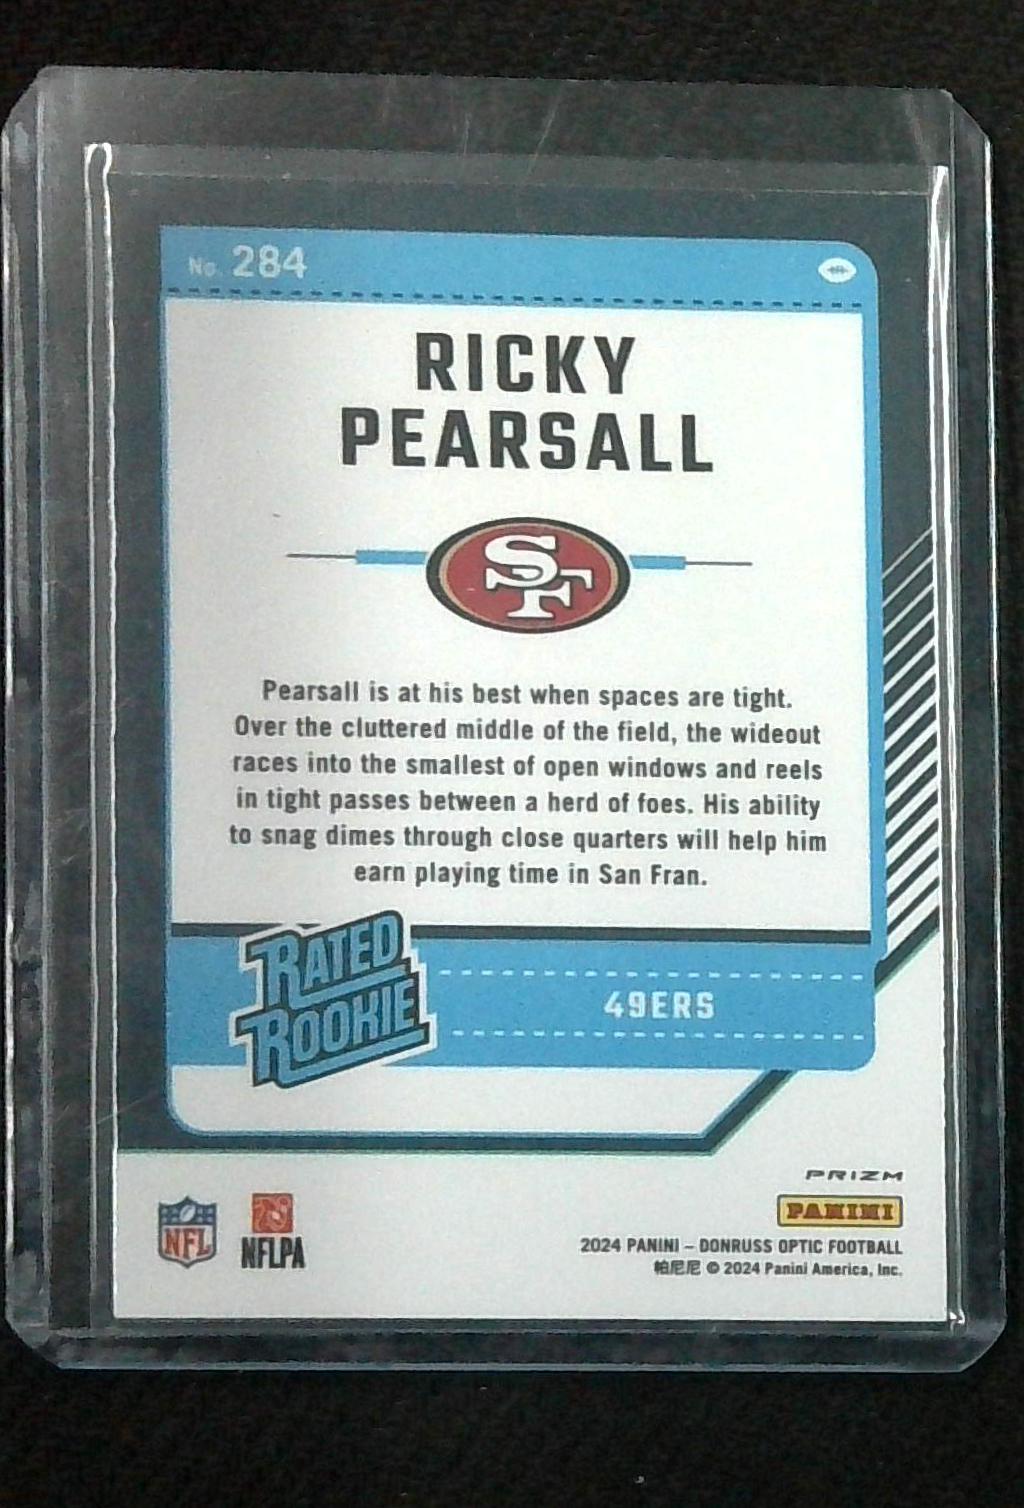 No. 284
RICKY
PEARSALL
SF
Pearsall is at his best when spaces are tight.
Over the cluttered middle of the field, the wideout
races into the smallest of open windows and reels
in tight passes between a herd of foes. His ability
to snag dimes through close quarters will help him
earn playing time in San Fran.
RATED
ROOKIE
49ERS
PRIZM
PANINI
NFL
NFLPA
2024 PANINI – DONRUSS OPTIC FOOTBALL
帕尼尼 © 2024 Panini America, Inc.